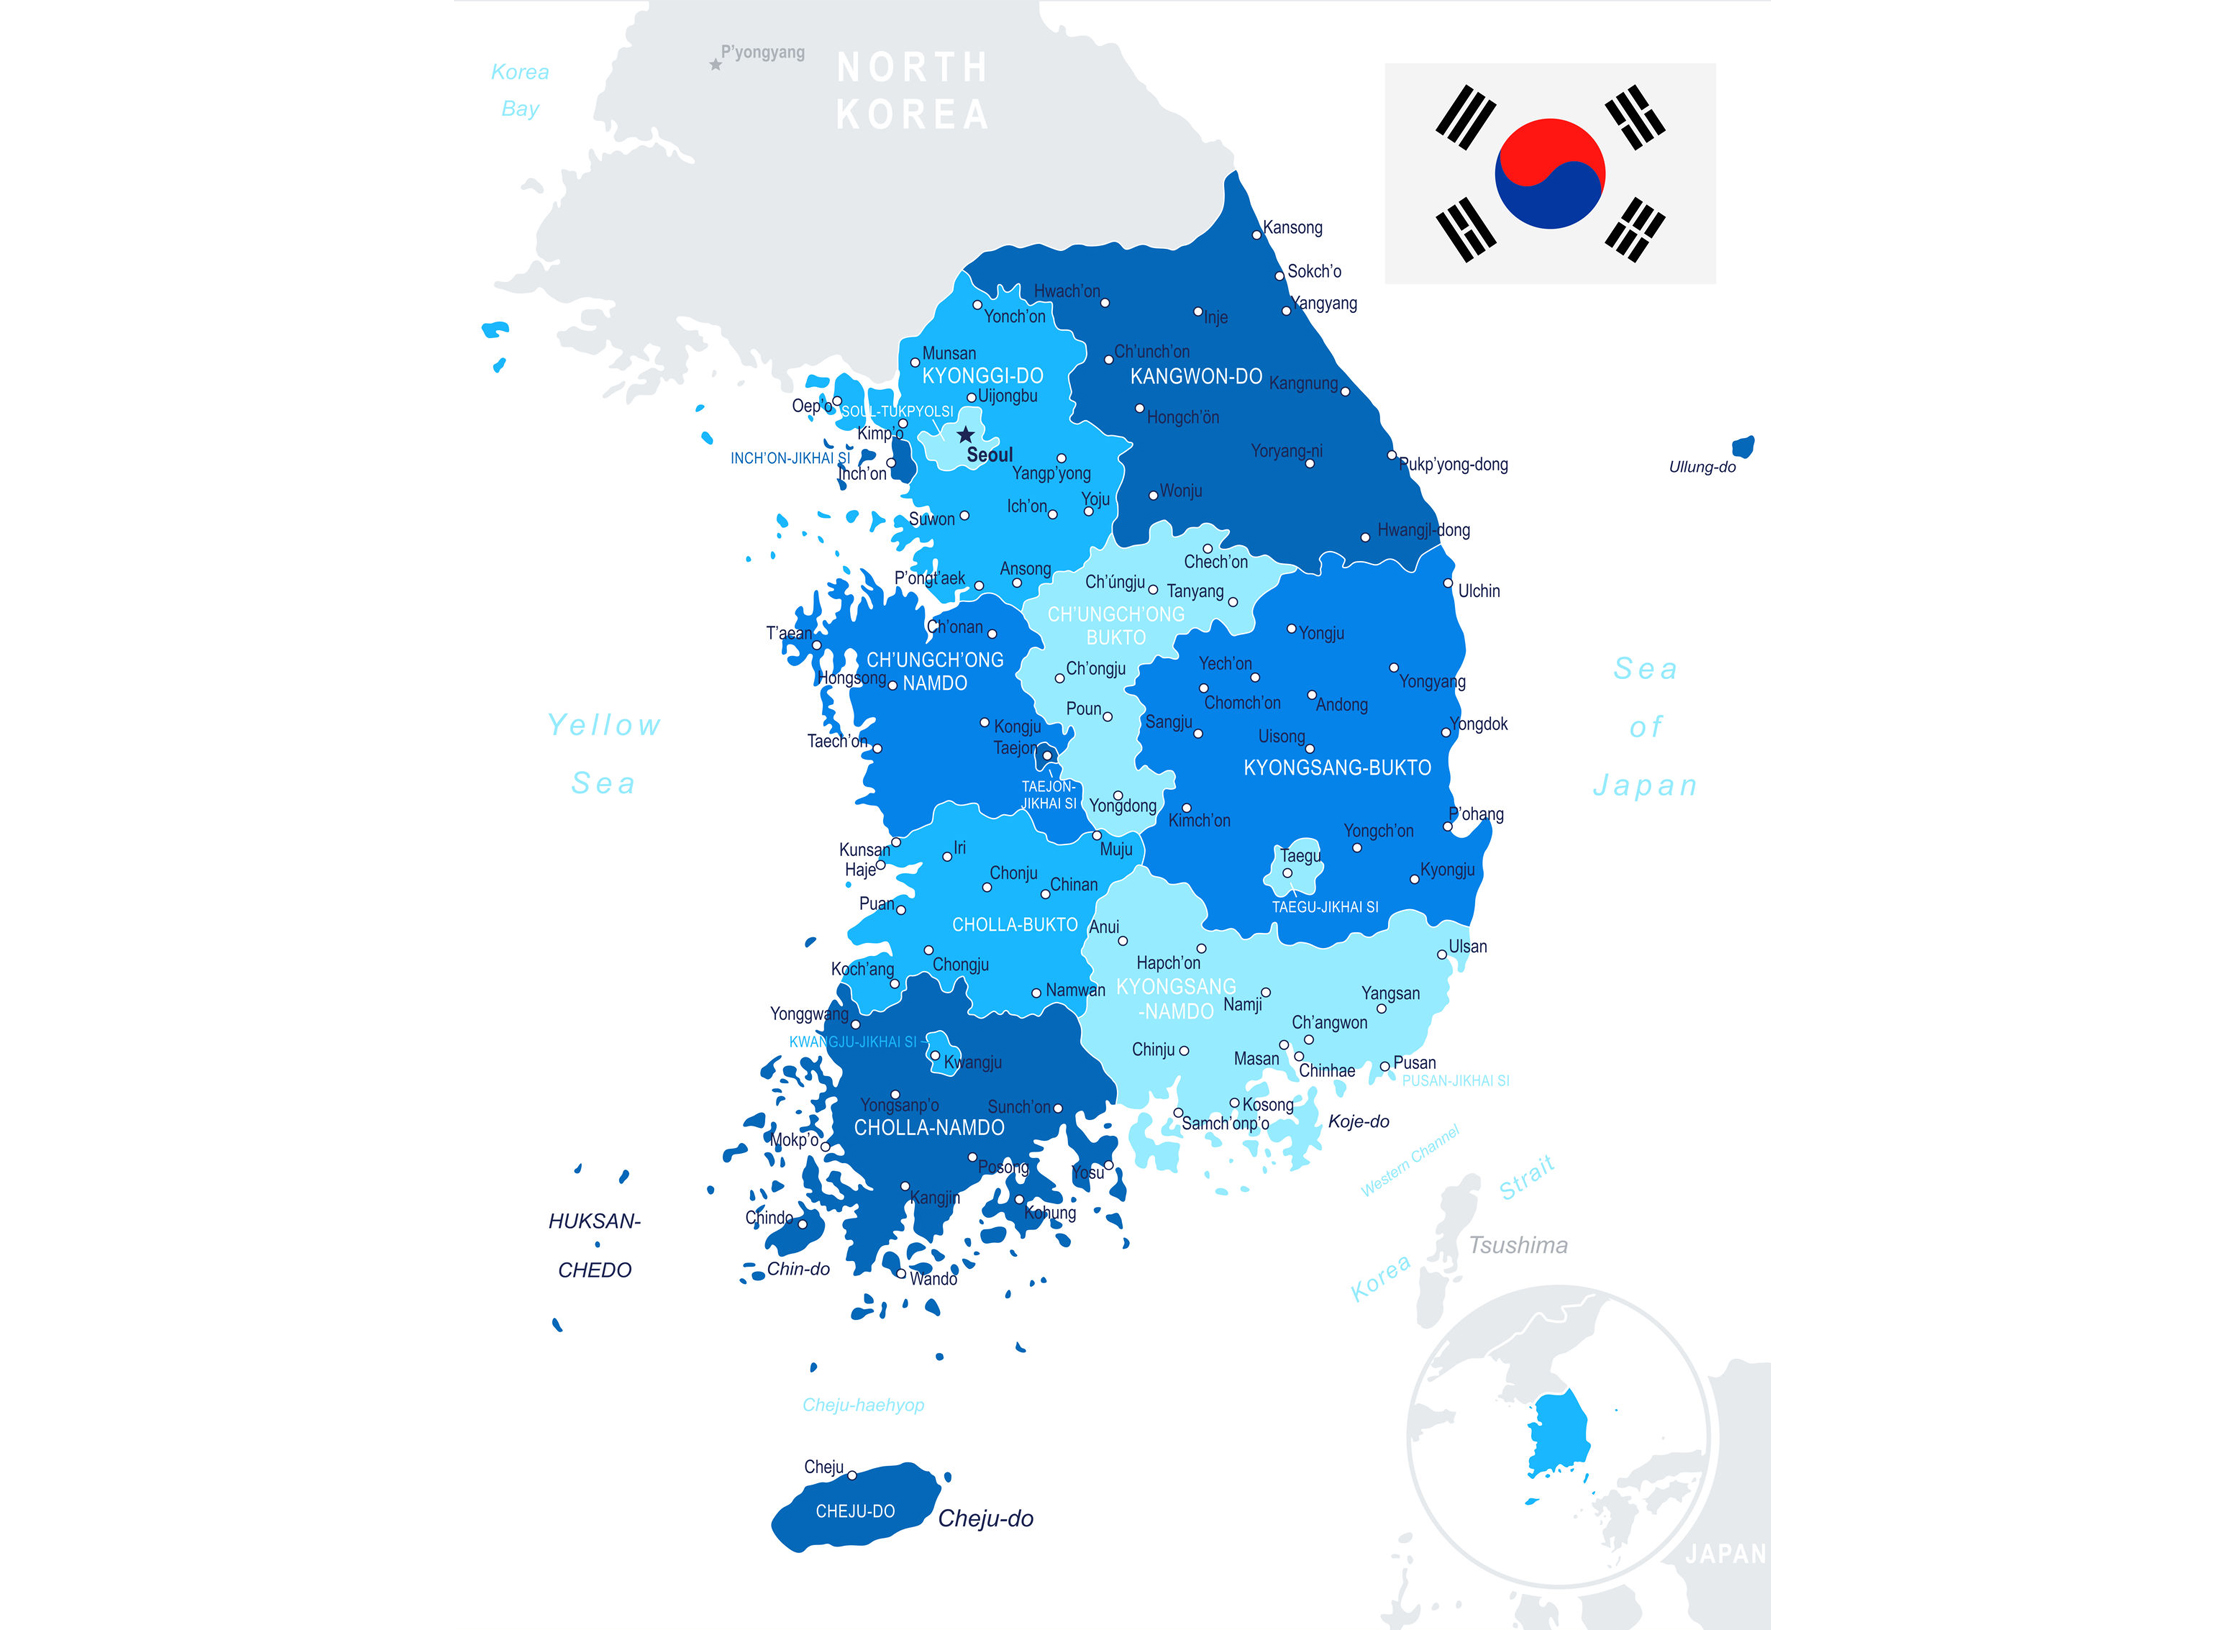 P'yongyang
NORTH
KOREA
Korea
Bay
Kansong
Sokch'o
Yangyang
Hwach'on
Inje
Yonch'on
Ch'unch'on
Munsan
KYONGGI-DO
KANGWON-DO
Kangnung
Uijongbu
Oep'o
SOUL-TUKPYOLSI
Hongch'ön
Kimp'o
Seoul
Yoryang-ni
INCH'ON-JIKHAI SI
Inch'on
Yangp'yong
Pukp'yong-dong
Ullung-do
Wonju
Yoju
Ich'on
Suwon
Hwangji-dong
Chech'on
Ansong
P'ongt'aek
Ch'úngju
Tanyang
Ulchin
CH'UNGCH'ONG
BUKTO
T'aean
Ch'onan
Yongju
CH'UNGCH'ONG
NAMDO
Hongsong
Ch'ongju
Yech'on
Yongyang
Chomch'on
Andong
Sea
of
Japan
Yellow
Sea
Poun
Sangju
Kongju
Yongdok
Taech'on
Taejon
Uisong
KYONGSANG-BUKTO
TAEJON-
JIKHAI SI
Yongdong
Kimch'on
P'ohang
Yongch'on
Kunsan
Iri
Muju
Taegu
Haje
Chonju
Chinan
Kyongju
Puan
TAEGU-JIKHAI SI
CHOLLA-BUKTO
Anui
Ulsan
Koch'ang
Chongju
Hapch'on
KYONGSANG
-NAMDO
Namwan
Namji
Yangsan
Yonggwang
Ch'angwon
KWANGJU-JIKHAI SI
Kwangju
Chinju
Masan
Chinhae
Pusan
PUSAN-JIKHAI SI
Yongsanp'o
Sunch'on
Kosong
Samch'onp'o
Koje-do
CHOLLA-NAMDO
Mokp'o
Posong
Yosu
Western Channel
Strait
Korea
Kangjin
Kohung
Chindo
HUKSAN-
CHEDO
Chin-do
Wando
Tsushima
Cheju-haehyop
Cheju
CHEJU-DO
Cheju-do
JAPAN